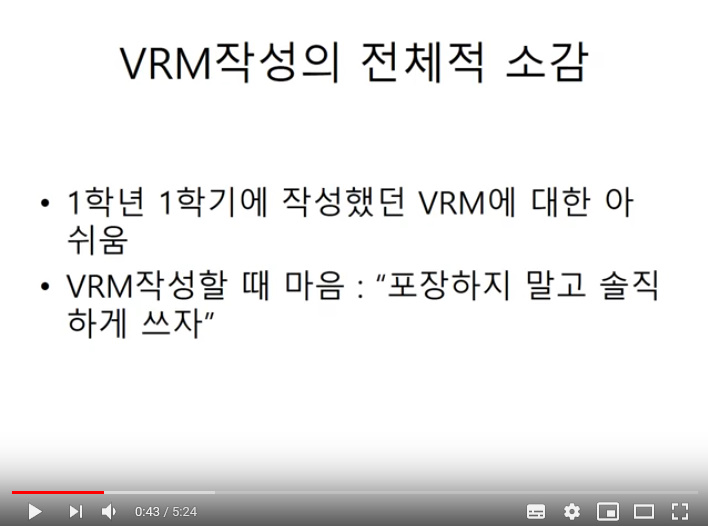 VRM작성의 전체적 소감
• 1학년 1학기에 작성했던 VRM에 대한 아
쉬움
• VRM작성할 때 마음 : “포장하지 말고 솔직
하게 쓰자”
0:43 / 5:24